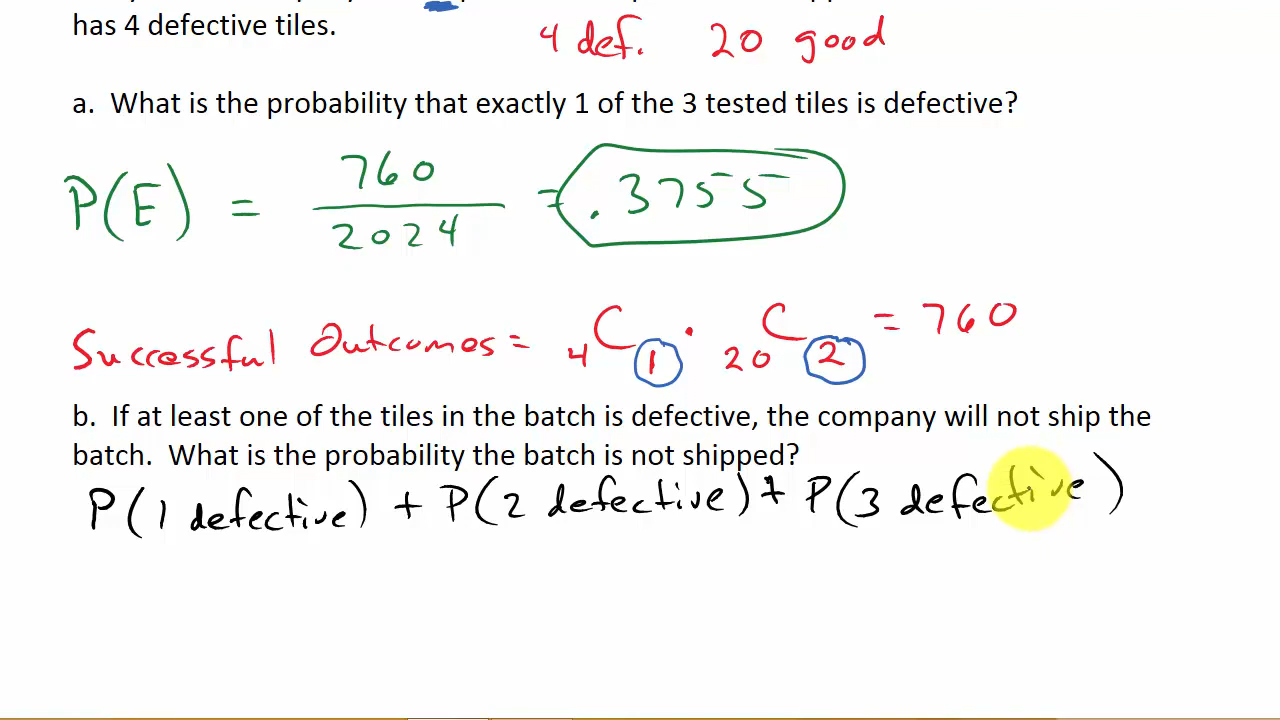 has 4 defective tiles.
4 def. 20 good
a. What is the probability that exactly 1 of the 3 tested tiles is defective?
P(E) = 760 / 2024 = .3755
Successful Outcomes = 4C1 · 20C2 = 760
b. If at least one of the tiles in the batch is defective, the company will not ship the
batch. What is the probability the batch is not shipped?
P(1 defective) + P(2 defective) + P(3 defective)